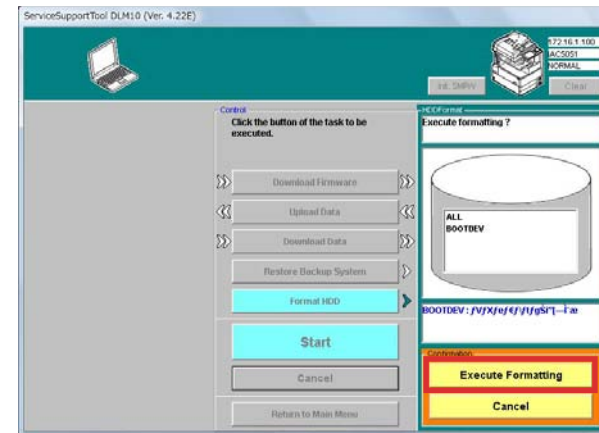 ServiceSupportTool DLM10 (Ver. 4.22E)
172.16.1.100
iAC5051
NORMAL
Init. SMPW
Clear
Control
Click the button of the task to be
executed.
Download Firmware
Upload Data
Download Data
Restore Backup System
Format HDD
Start
Cancel
Return to Main Menu
HDDFormat
Execute formatting ?
ALL
BOOTDEV
BOOTDEV :
Confirmation
Execute Formatting
Cancel